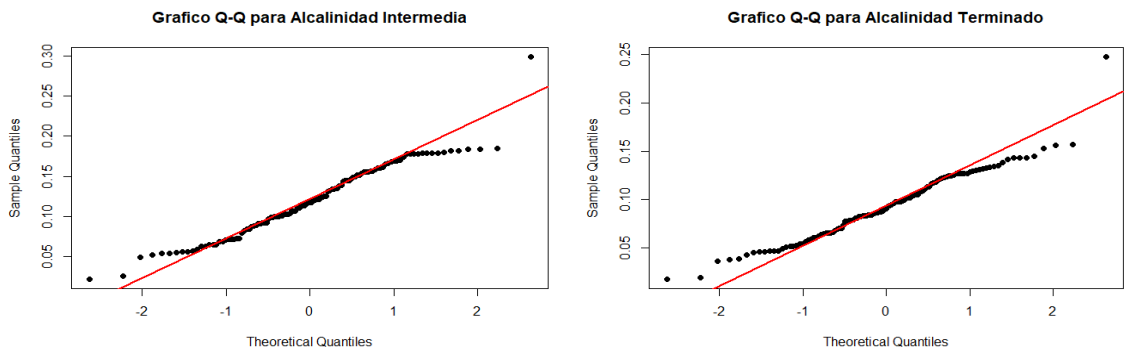 Grafico Q-Q para Alcalinidad Intermedia
Sample Quantiles
0.30
0.25
0.20
0.15
0.10
0.05
-2 -1 0 1 2
Theoretical Quantiles
Grafico Q-Q para Alcalinidad Terminado
Sample Quantiles
0.25
0.20
0.15
0.10
0.05
-2 -1 0 1 2
Theoretical Quantiles